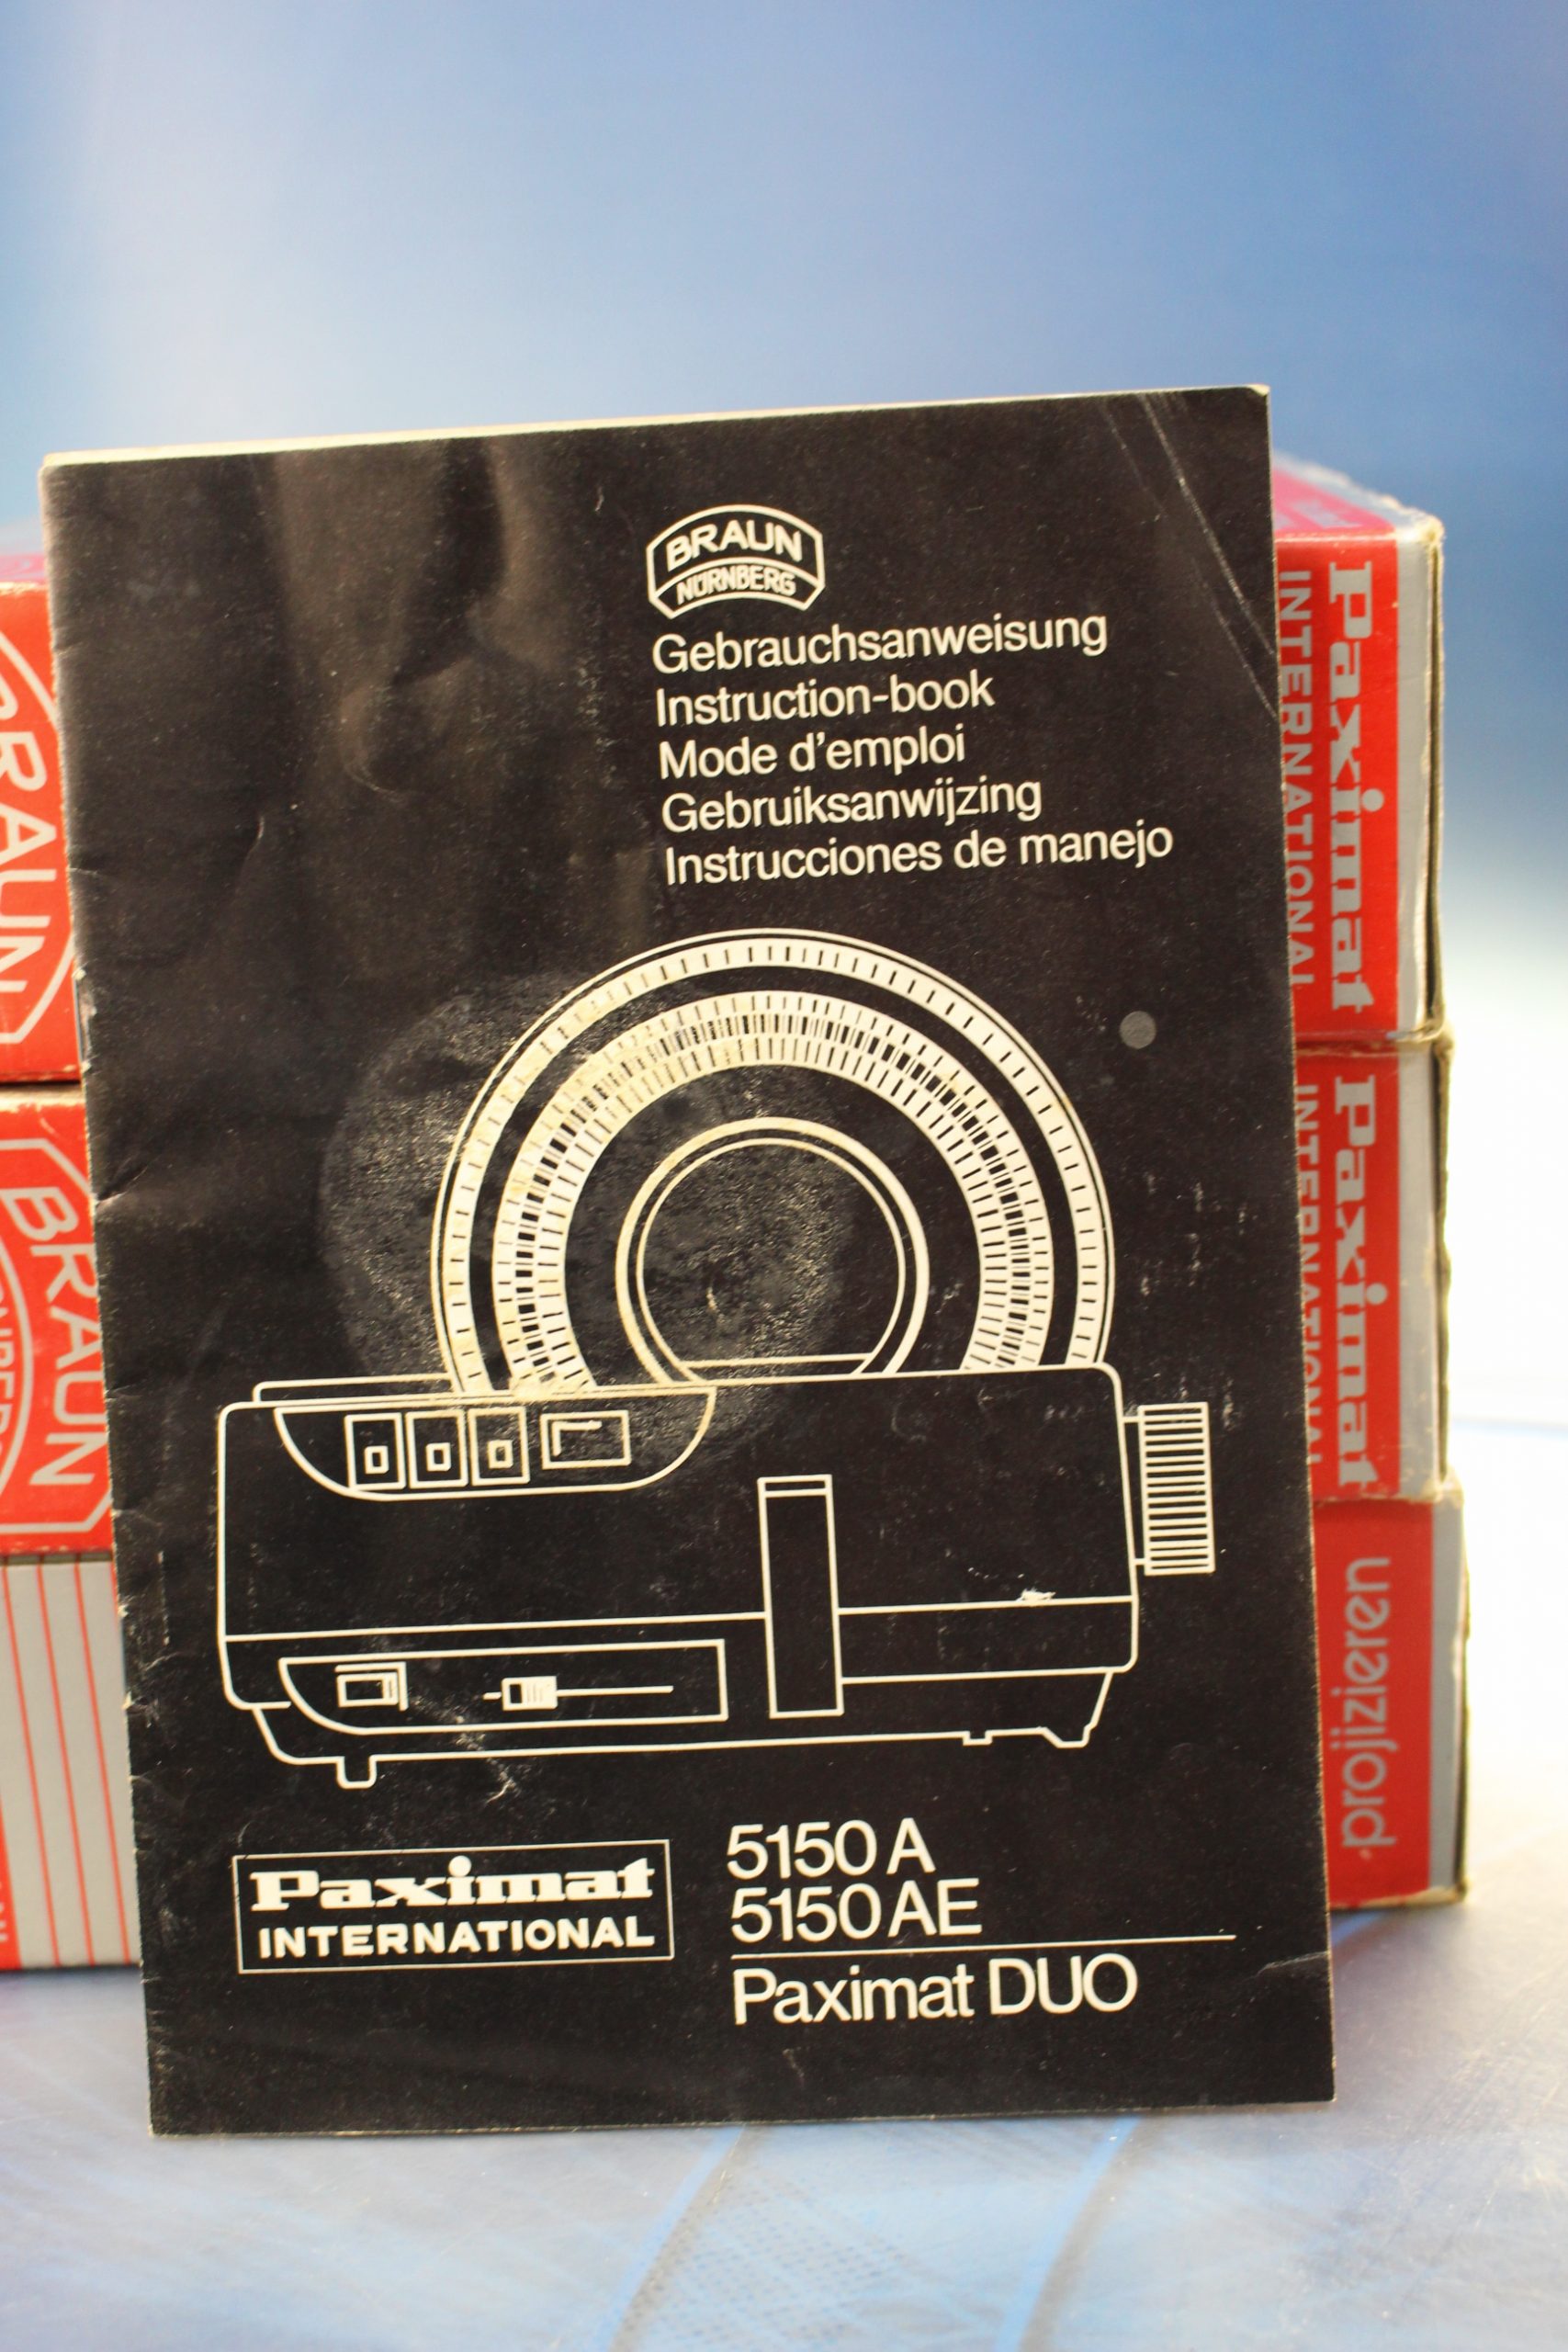 BRAUN
NÜRNBERG
Gebrauchsanweisung
Instruction-book
Mode d'emploi
Gebruiksanwijzing
Instrucciones de manejo
Paximat
INTERNATIONAL
5150 A
5150 AE
Paximat DUO
BRAUN
BRAUN
Paximat
INTERNATIONAL
Paximat
INTERNATIONAL
projizieren